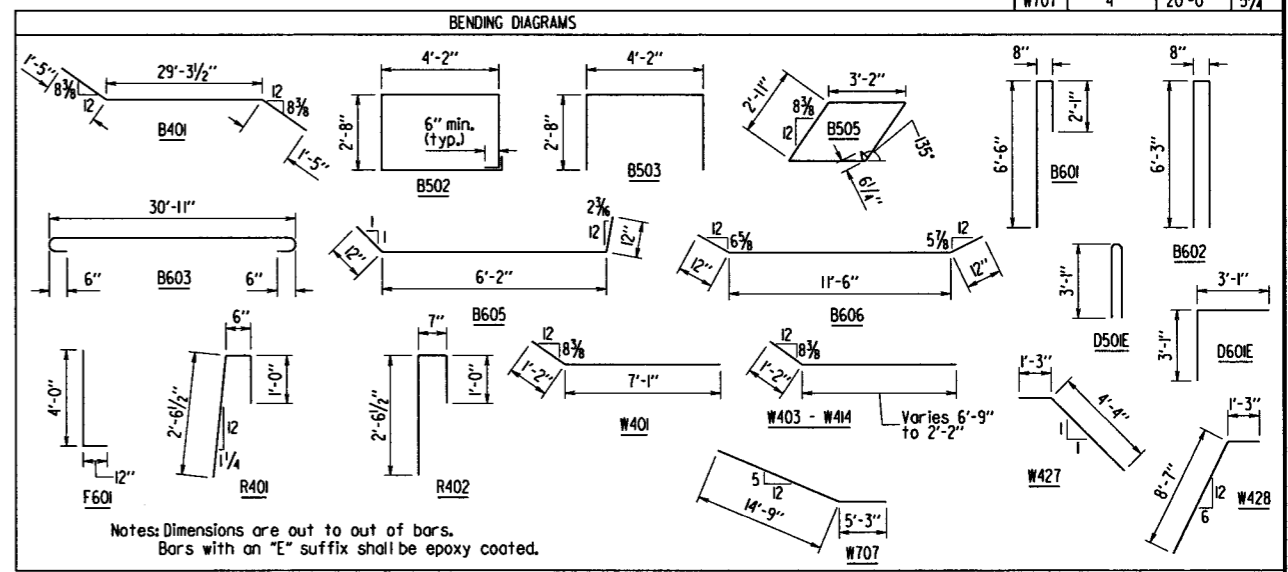 W707 4 20'-0" 5¼
BENDING DIAGRAMS
1'-5"
29'-3½"
8⅜
12
12
8⅜
1'-5"
B401
4'-2"
2'-8"
6" min.
(typ.)
B502
4'-2"
2'-8"
B503
3'-2"
2'-11"
8⅜
12
B505
135°
6¼"
8"
6'-6"
2'-1"
B601
8"
6'-3"
B602
30'-11"
B603
6"
6"
1
1
12"
6'-2"
2³⁄₁₆
12
12"
B605
12
6⅝
12"
11'-6"
12
5⅞
12"
B606
3'-1"
D501E
3'-1"
3'-1"
D601E
4'-0"
12"
F601
6"
2'-6½"
1'-0"
12
1¼
R401
7"
2'-6½"
1'-0"
R402
12
8⅜
1'-2"
7'-1"
W401
12
8⅜
1'-2"
W403 - W414
Varies 6'-9"
to 2'-2"
1'-3"
4'-4"
1
1
W427
1'-3"
8'-7"
12
6
W428
5
12
14'-9"
5'-3"
W707
Notes: Dimensions are out to out of bars.
Bars with an "E" suffix shall be epoxy coated.